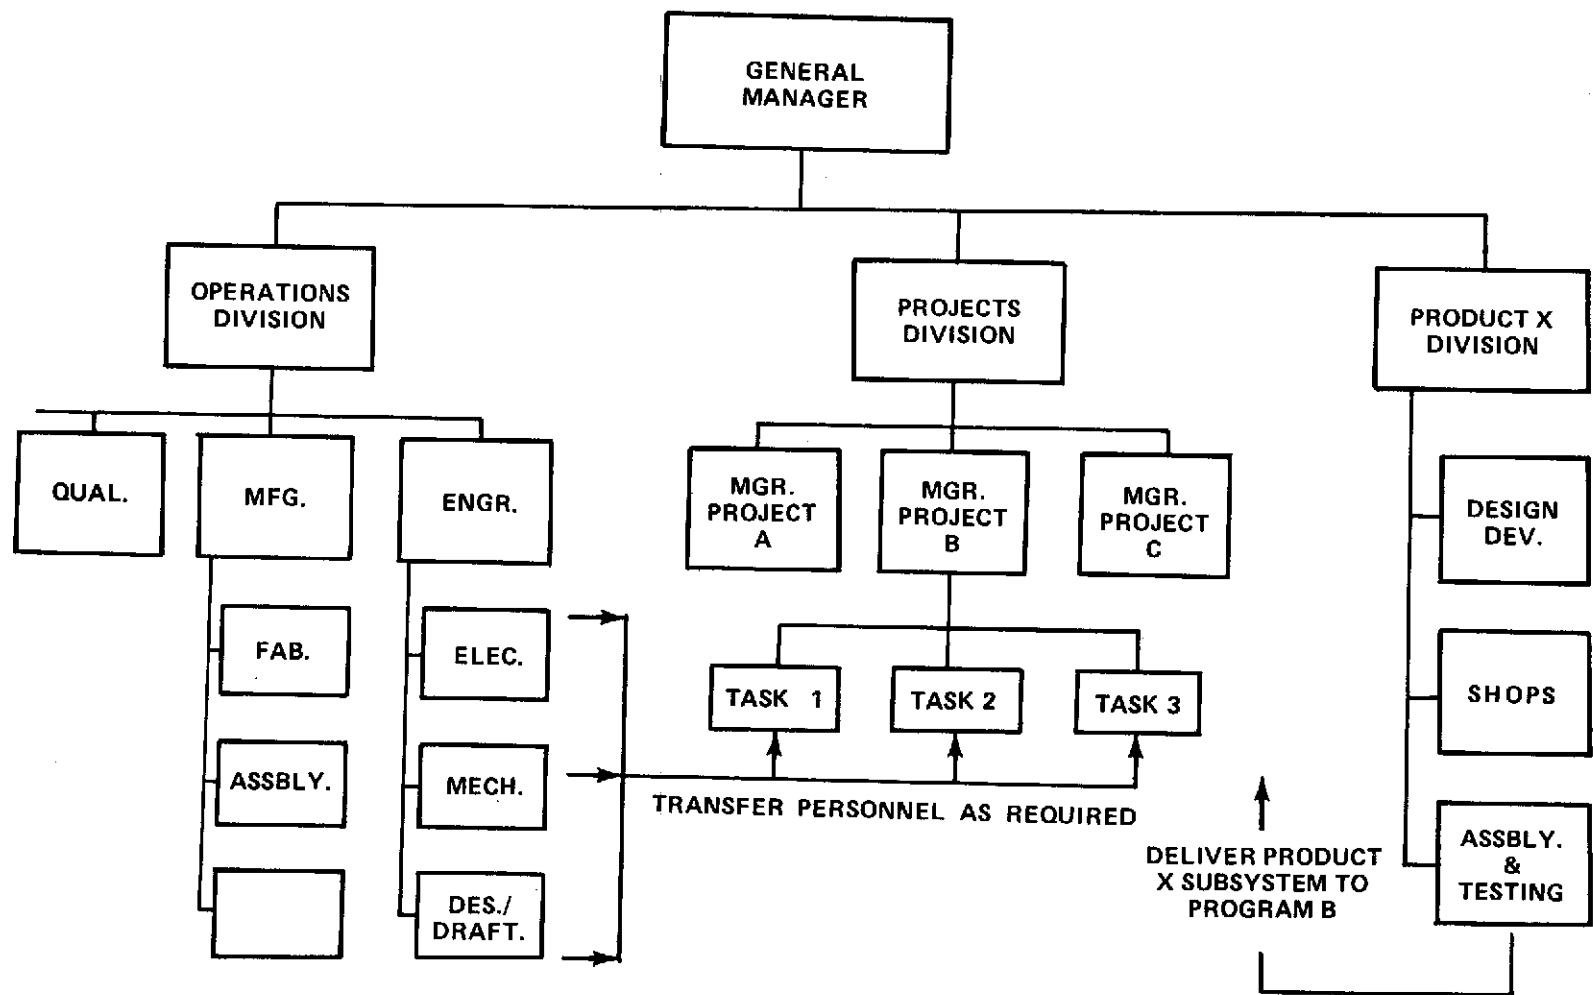 GENERAL
MANAGER
OPERATIONS
DIVISION
PROJECTS
DIVISION
PRODUCT X
DIVISION
QUAL.
MFG.
ENGR.
MGR.
PROJECT
A
MGR.
PROJECT
B
MGR.
PROJECT
C
DESIGN
DEV.
FAB.
ELEC.
TASK 1
TASK 2
TASK 3
SHOPS
ASSBLY.
MECH.
TRANSFER PERSONNEL AS REQUIRED
DELIVER PRODUCT
X SUBSYSTEM TO
PROGRAM B
ASSBLY.
&
TESTING
DES./
DRAFT.